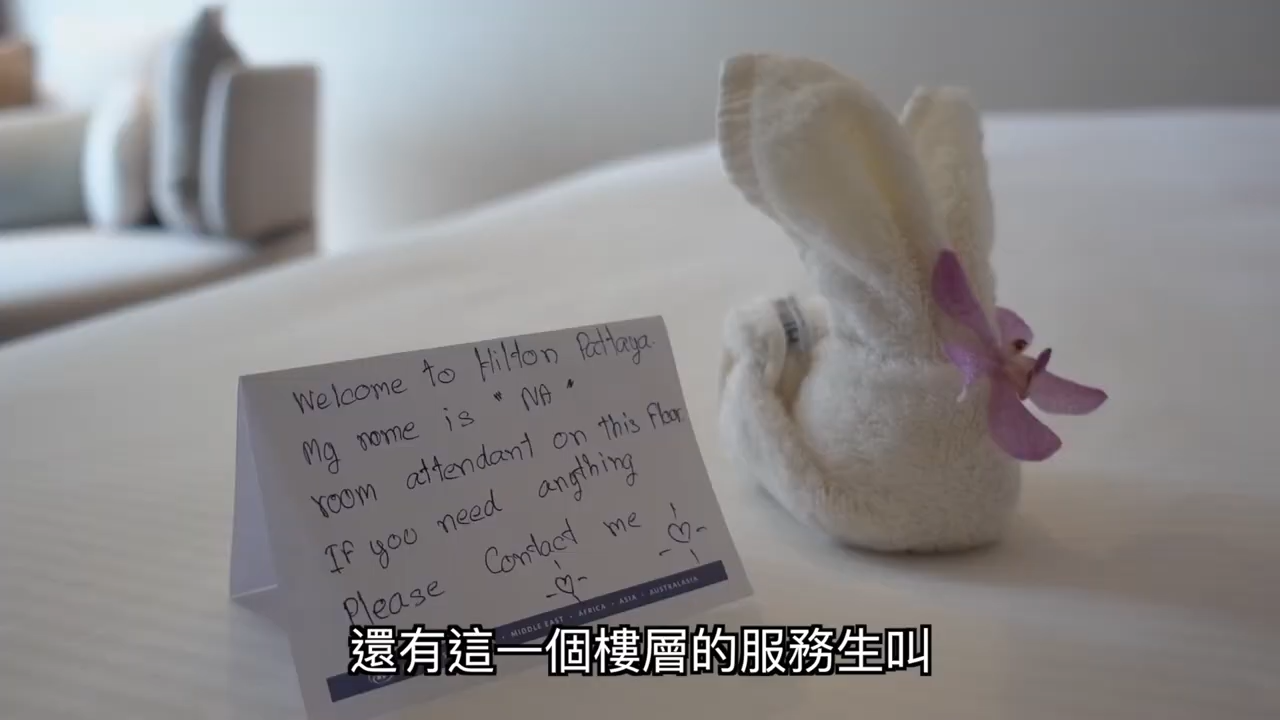 Welcome to Hilton Pattaya.
My name is "NA"
room attendant on this Floor.
If you need anything
Please Contact me
· MIDDLE EAST · AFRICA · ASIA · AUSTRALASIA
還有這一個樓層的服務生叫